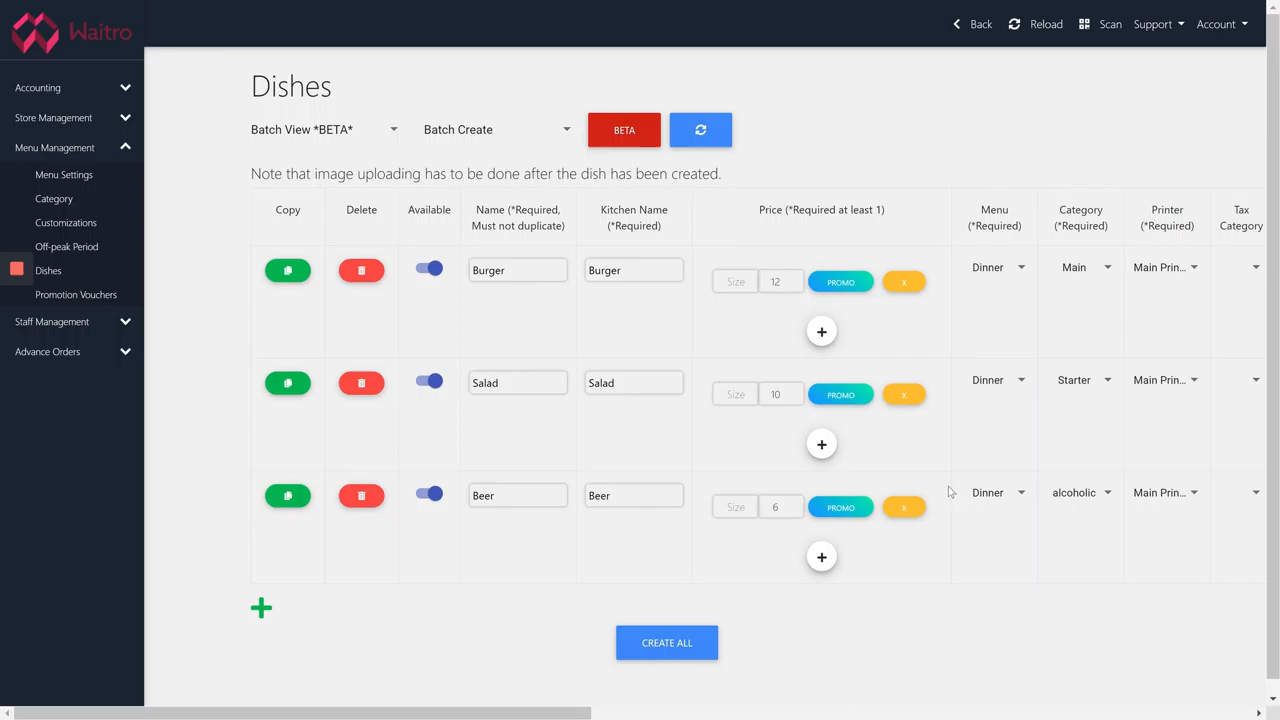 Waitro
Back Reload Scan Support Account
Accounting
Store Management
Menu Management
Menu Settings
Category
Customizations
Off-peak Period
Dishes
Promotion Vouchers
Staff Management
Advance Orders
Dishes
Batch View *BETA* Batch Create BETA
Note that image uploading has to be done after the dish has been created.
Copy Delete Available Name (*Required, Must not duplicate) Kitchen Name (*Required) Price (*Required at least 1) Menu (*Required) Category (*Required) Printer (*Required) Tax Category
Burger Burger Size 12 PROMO X Dinner Main Main Prin...
+
Salad Salad Size 10 PROMO X Dinner Starter Main Prin...
+
Beer Beer Size 6 PROMO X Dinner alcoholic Main Prin...
+
CREATE ALL